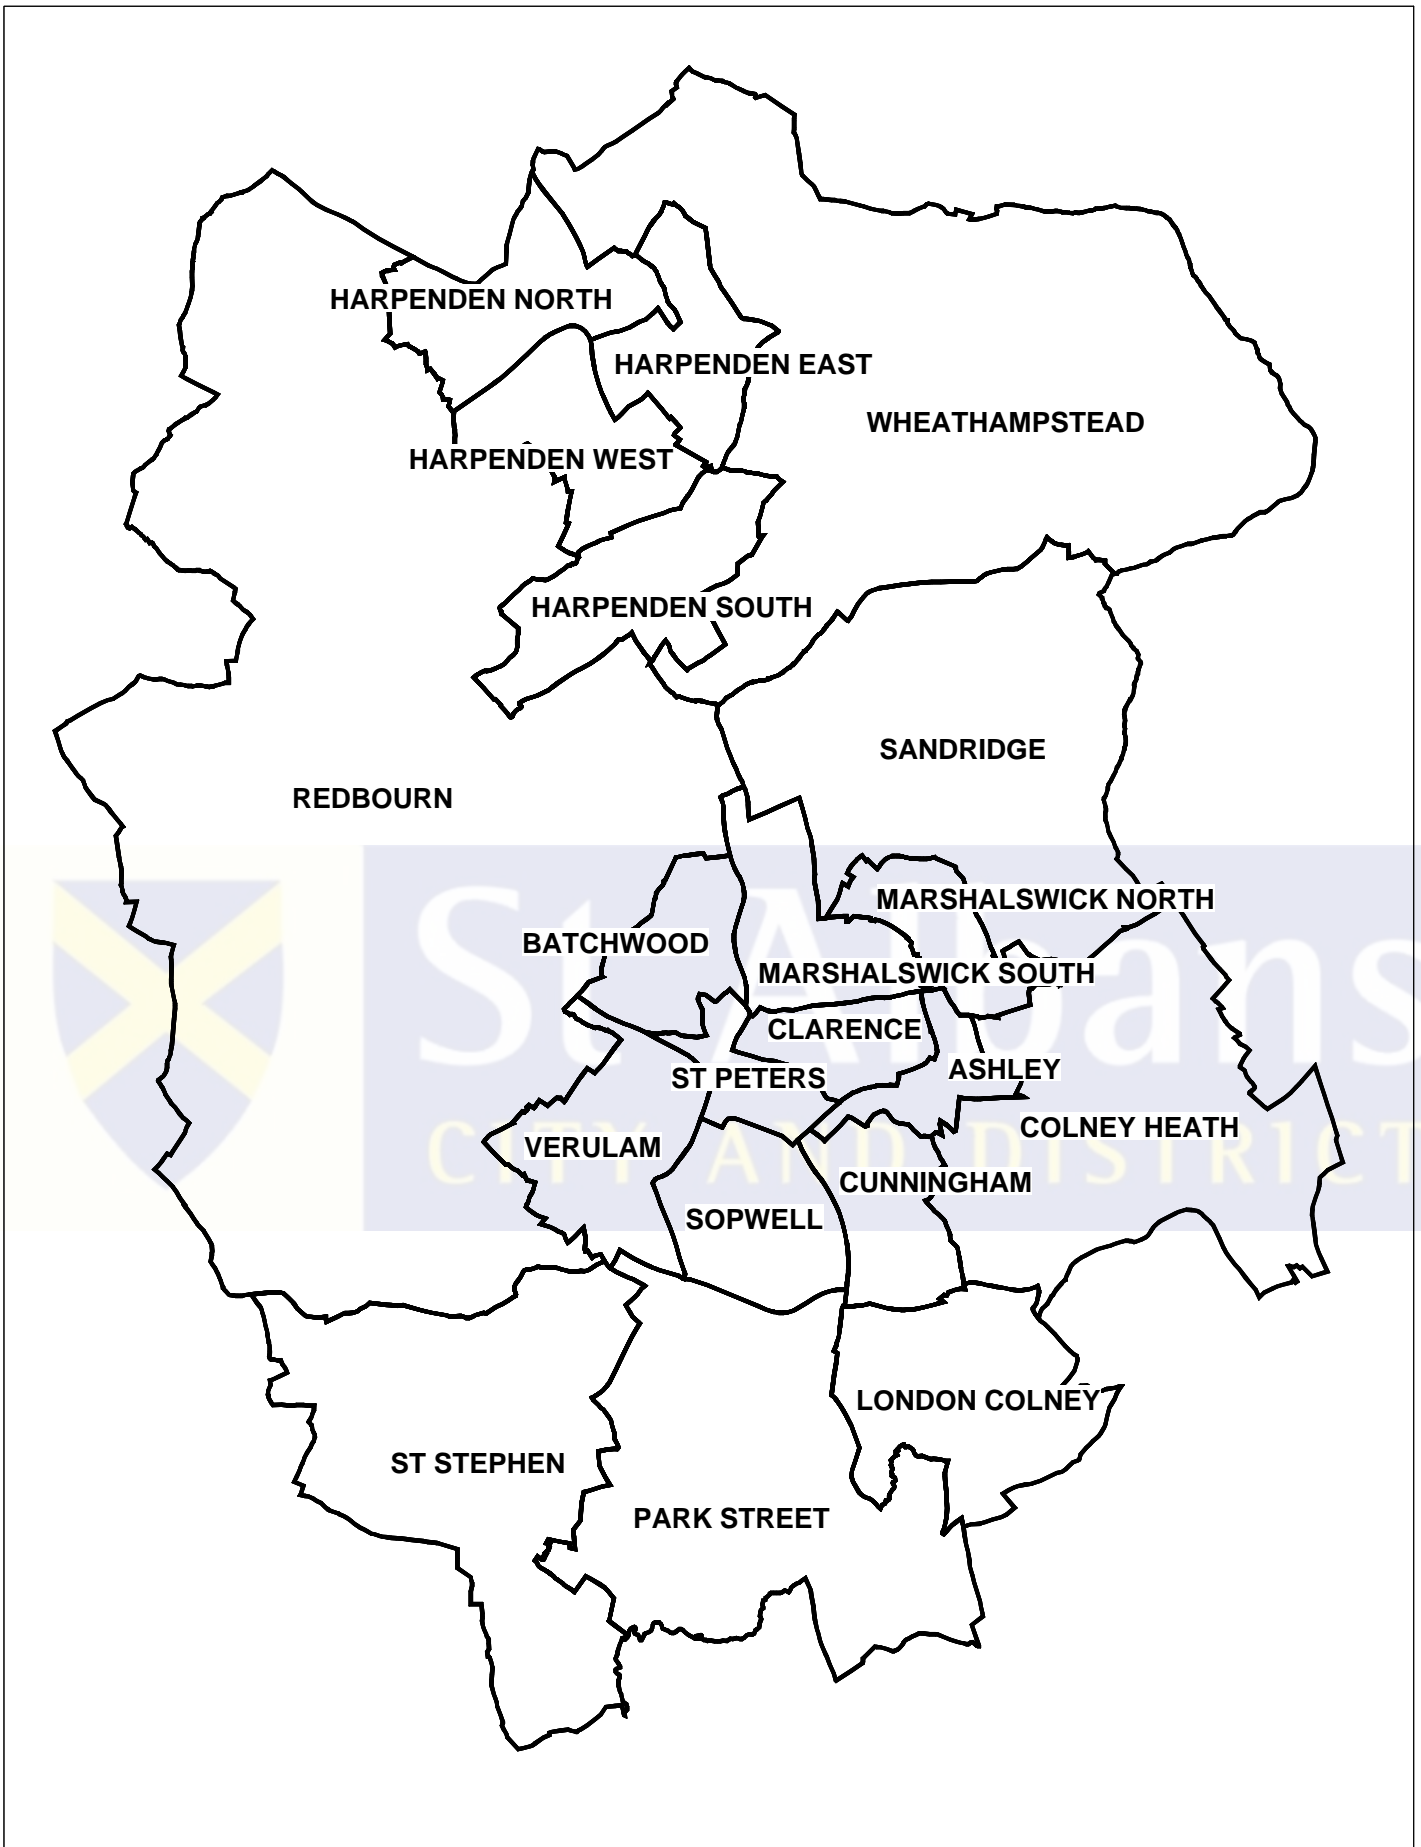 HARPENDEN NORTH
HARPENDEN EAST
WHEATHAMPSTEAD
HARPENDEN WEST
HARPENDEN SOUTH
SANDRIDGE
REDBOURN
MARSHALSWICK NORTH
St Albans
BATCHWOOD
MARSHALSWICK SOUTH
CLARENCE
ASHLEY
ST PETERS
COLNEY HEATH
VERULAM
CITY AND DISTRICT
CUNNINGHAM
SOPWELL
LONDON COLNEY
ST STEPHEN
PARK STREET